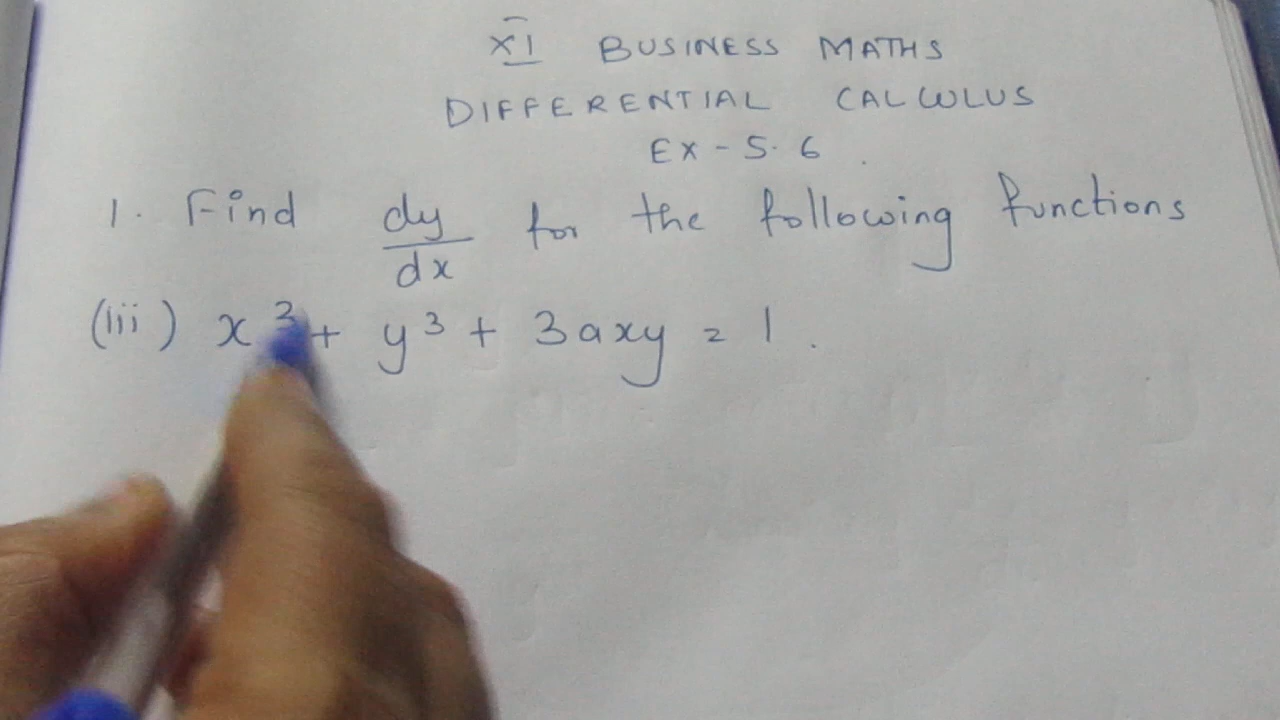 XI BUSINESS MATHS
DIFFERENTIAL CALCULUS
EX - 5.6
1. Find dy/dx for the following functions
(iii) x³ + y³ + 3axy = 1.